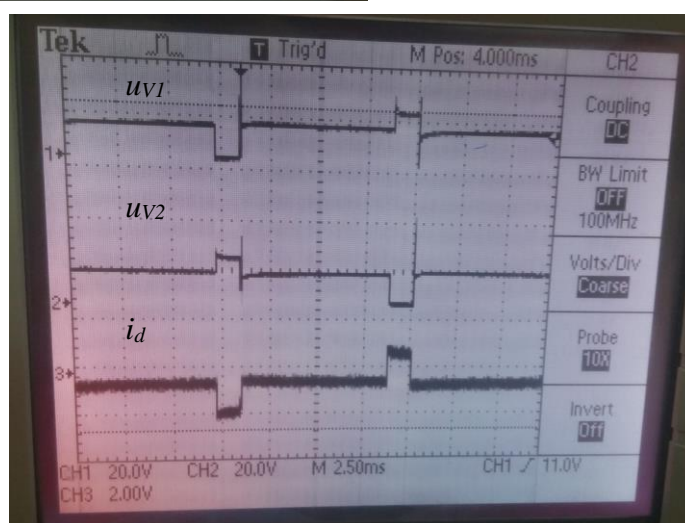 Tek T Trig'd M Pos: 4.000ms CH2
uV1
Coupling
DC
1
BW Limit
OFF
100MHz
uV2
Volts/Div
Coarse
2
id
Probe
10X
3
Invert
Off
CH1 20.0V CH2 20.0V M 2.50ms CH1 11.0V
CH3 2.00V